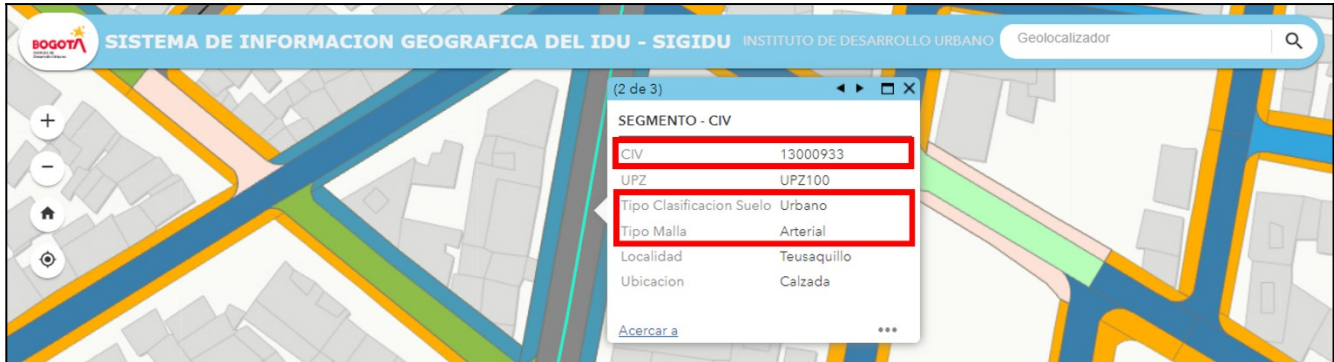 BOGOTÁ
SISTEMA DE INFORMACION GEOGRAFICA DEL IDU - SIGIDU INSTITUTO DE DESARROLLO URBANO
Geolocalizador
(2 de 3)
SEGMENTO - CIV
CIV 13000933
UPZ UPZ100
Tipo Clasificacion Suelo Urbano
Tipo Malla Arterial
Localidad Teusaquillo
Ubicacion Calzada
Acercar a